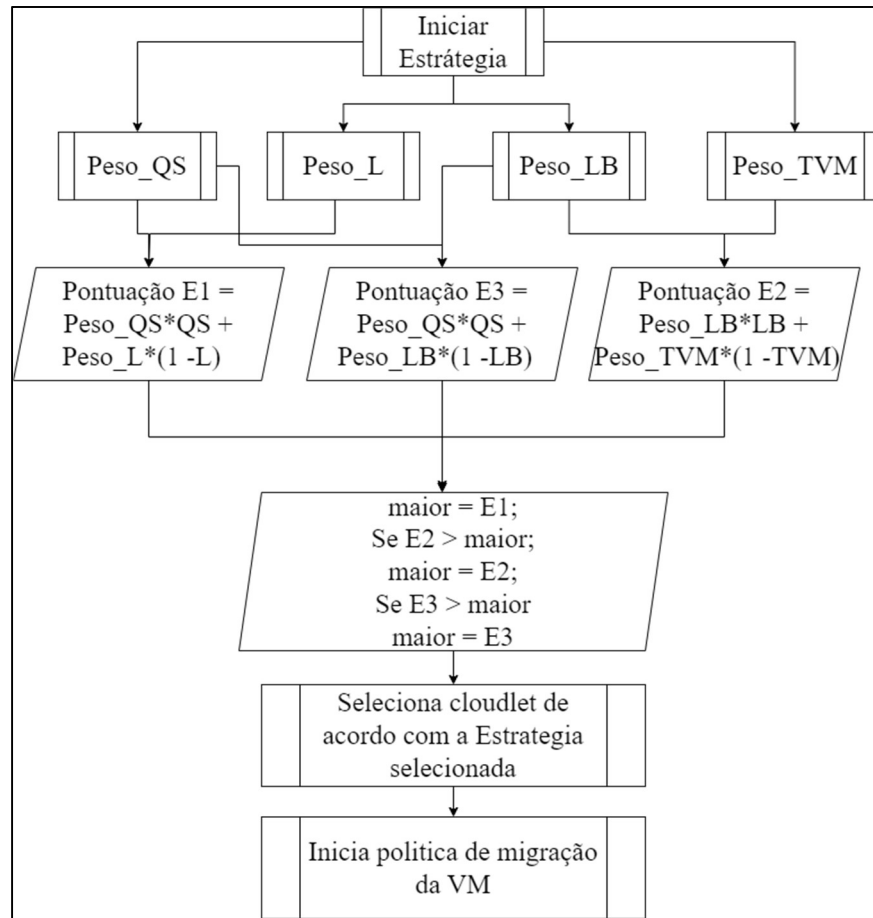 Iniciar
Estrátegia
Peso_QS
Peso_L
Peso_LB
Peso_TVM
Pontuação E1 =
Peso_QS*QS +
Peso_L*(1 -L)
Pontuação E3 =
Peso_QS*QS +
Peso_LB*(1 -LB)
Pontuação E2 =
Peso_LB*LB +
Peso_TVM*(1 -TVM)
maior = E1;
Se E2 > maior;
maior = E2;
Se E3 > maior
maior = E3
Seleciona cloudlet de
acordo com a Estrategia
selecionada
Inicia politica de migração
da VM